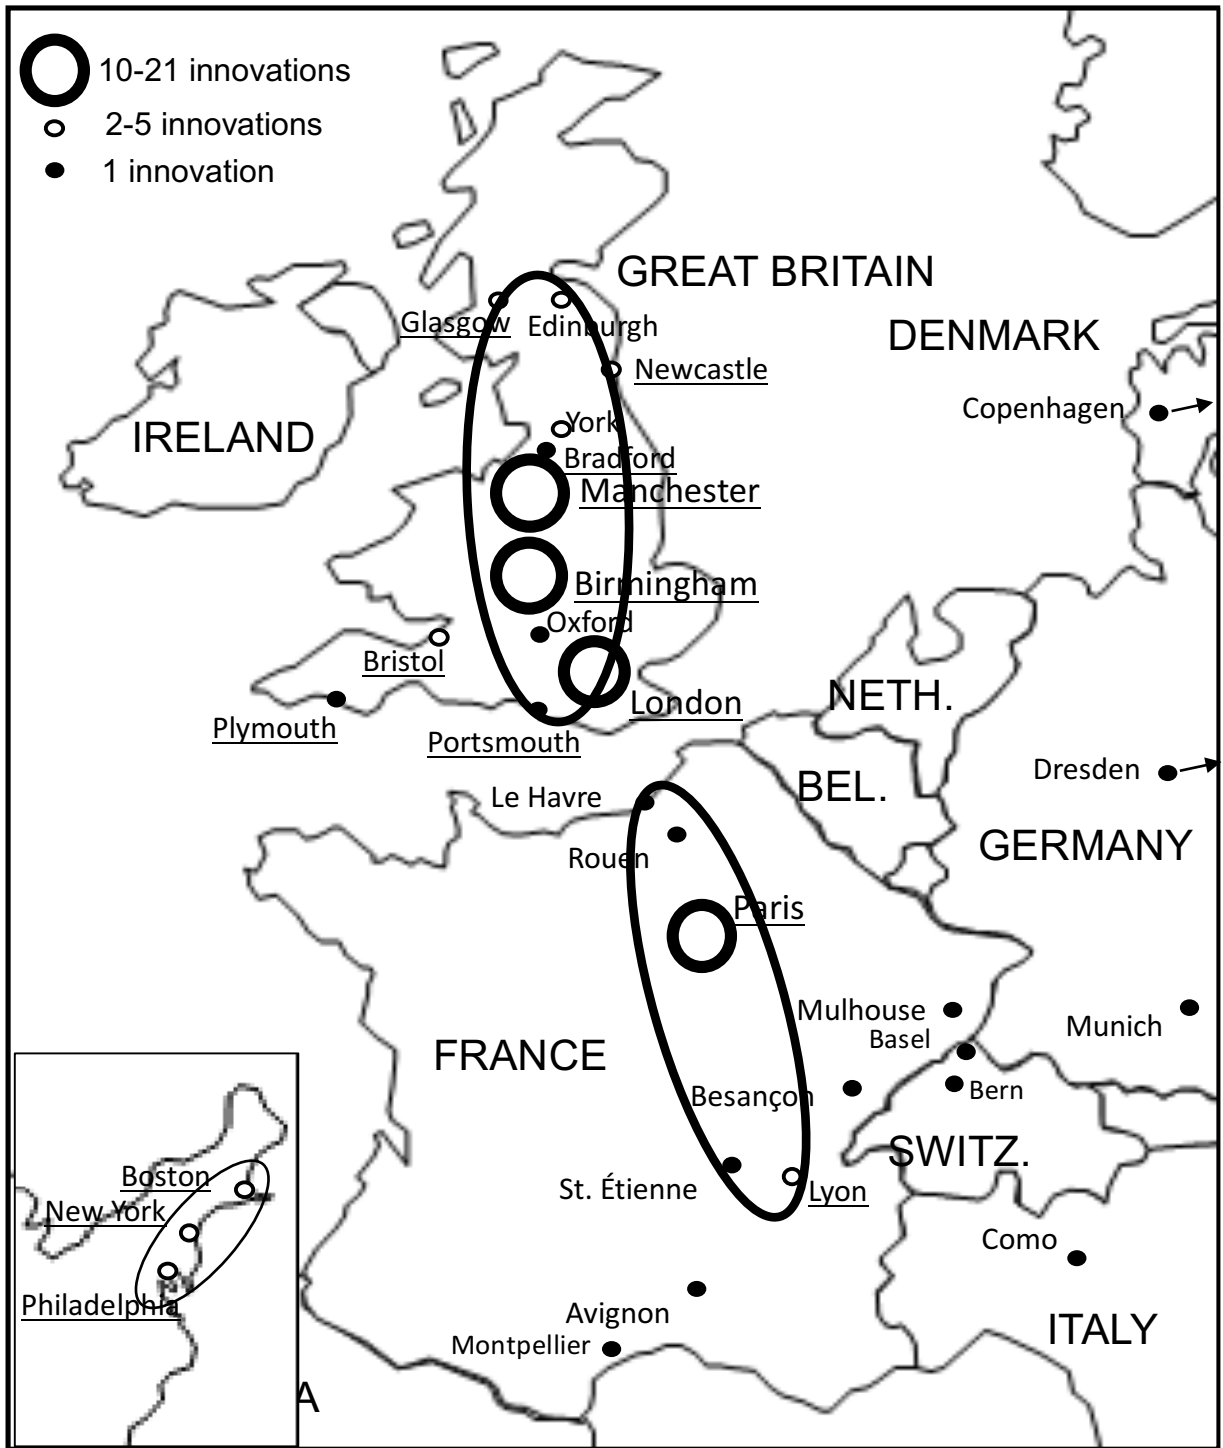 10-21 innovations
2-5 innovations
1 innovation
GREAT BRITAIN
Glasgow
Edinburgh
DENMARK
Newcastle
Copenhagen
IRELAND
York
Bradford
Manchester
Birmingham
Oxford
Bristol
London
NETH.
Plymouth
Portsmouth
Dresden
BEL.
Le Havre
GERMANY
Rouen
Paris
Mulhouse
Munich
Basel
FRANCE
Besançon
Bern
SWITZ.
Boston
St. Étienne
Lyon
New York
Como
Philadelphia
Avignon
ITALY
Montpellier
A